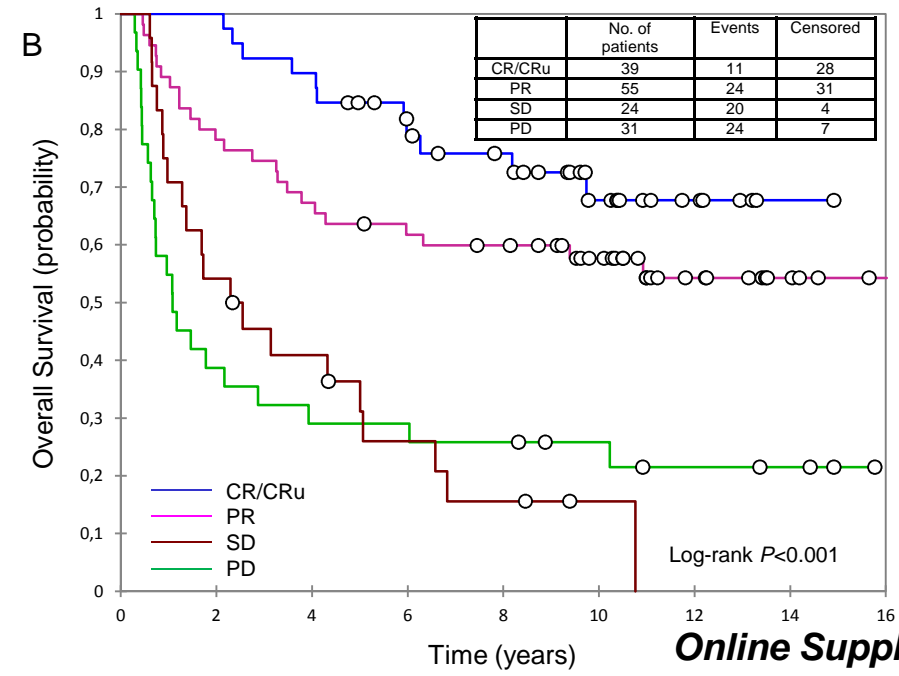 B
No. of patients Events Censored
CR/CRu 39 11 28
PR 55 24 31
SD 24 20 4
PD 31 24 7
Overall Survival (probability)
1
0,9
0,8
0,7
0,6
0,5
0,4
0,3
0,2
0,1
0
CR/CRu
PR
SD
PD
Log-rank P<0.001
0 2 4 6 8 10 12 14 16
Time (years)
Online Suppl